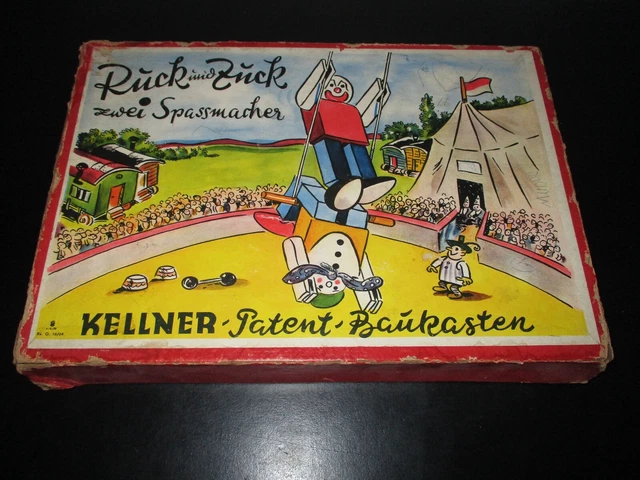 Ruck und Zuck
zwei Spassmacher
KELLNER-Patent-Baukasten